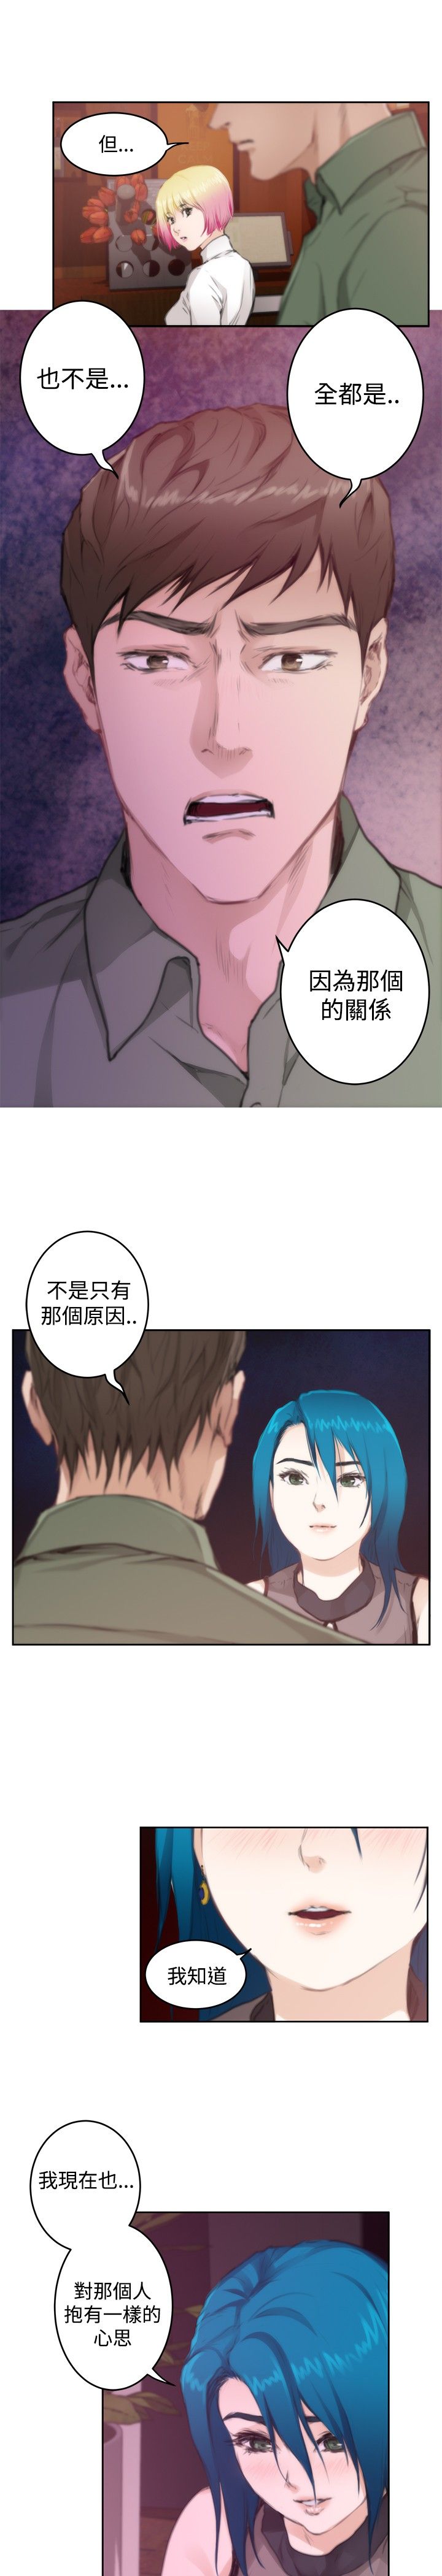 但...
也不是...
全都是..
因為那個
的關係
不是只有
那個原因..
我知道
我現在也...
對那個人
抱有一樣的
心思